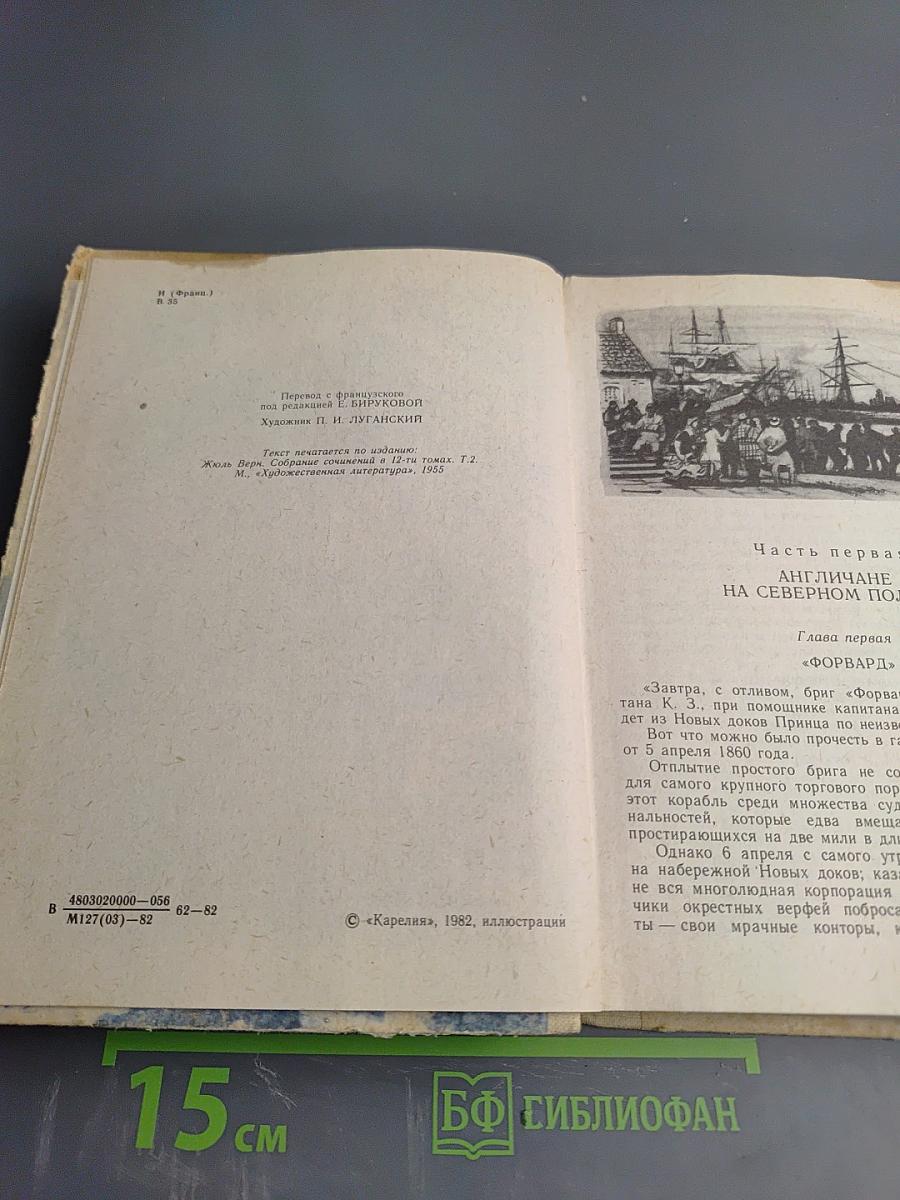 И (Франц.)
В 35
Перевод с французского
под редакцией Е. БИРУКОВОЙ
Художник П. И. ЛУГАНСКИЙ
Текст печатается по изданию:
Жюль Верн. Собрание сочинений в 12-ти томах. Т.2.
М., «Художественная литература», 1955
В 4803020000—056
М127(03)—82 62—82
© «Карелия», 1982, иллюстрации
Часть первая
АНГЛИЧАНЕ
НА СЕВЕРНОМ ПОЛ
Глава первая
«ФОРВАРД»
«Завтра, с отливом, бриг «Форва
тана К. З., при помощнике капитана
дет из Новых доков Принца по неизве
Вот что можно было прочесть в га
от 5 апреля 1860 года.
Отплытие простого брига не со
для самого крупного торгового пор
этот корабль среди множества суд
нальностей, которые едва вмеща
простирающихся на две мили в дли
Однако 6 апреля с самого утр
на набережной Новых доков; каза
не вся многолюдная корпорация
чики окрестных верфей побросa
ты — свои мрачные конторы, к
15 см
БФ БИБЛИОФАН